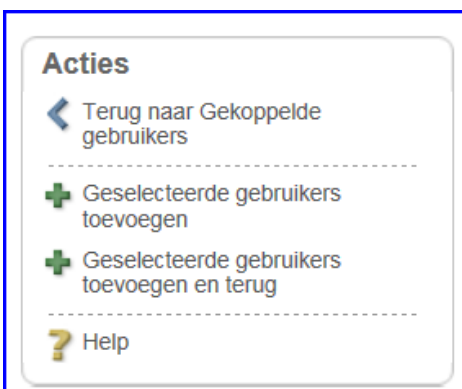 Acties
Terug naar Gekoppelde
gebruikers
Geselecteerde gebruikers
toevoegen
Geselecteerde gebruikers
toevoegen en terug
Help